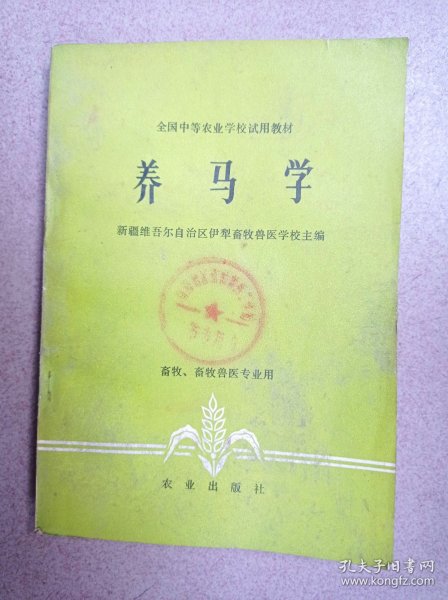 全国中等农业学校试用教材
养马学
新疆维吾尔自治区伊犁畜牧兽医学校主编
畜牧、畜牧兽医专业用
农业出版社
孔夫子旧书网
www.kongfz.com